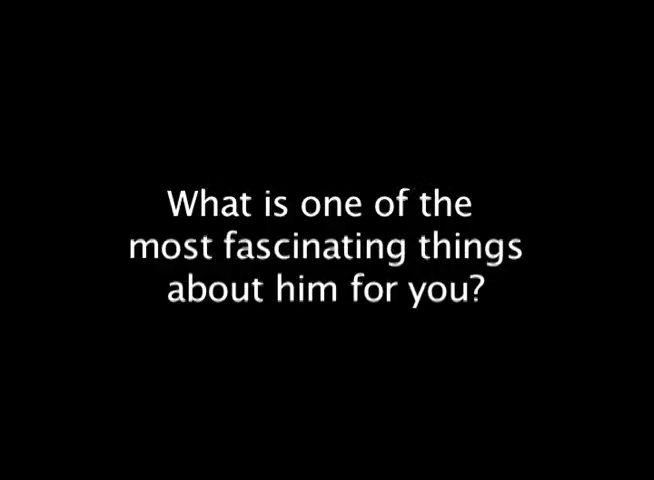 What is one of the
most fascinating things
about him for you?